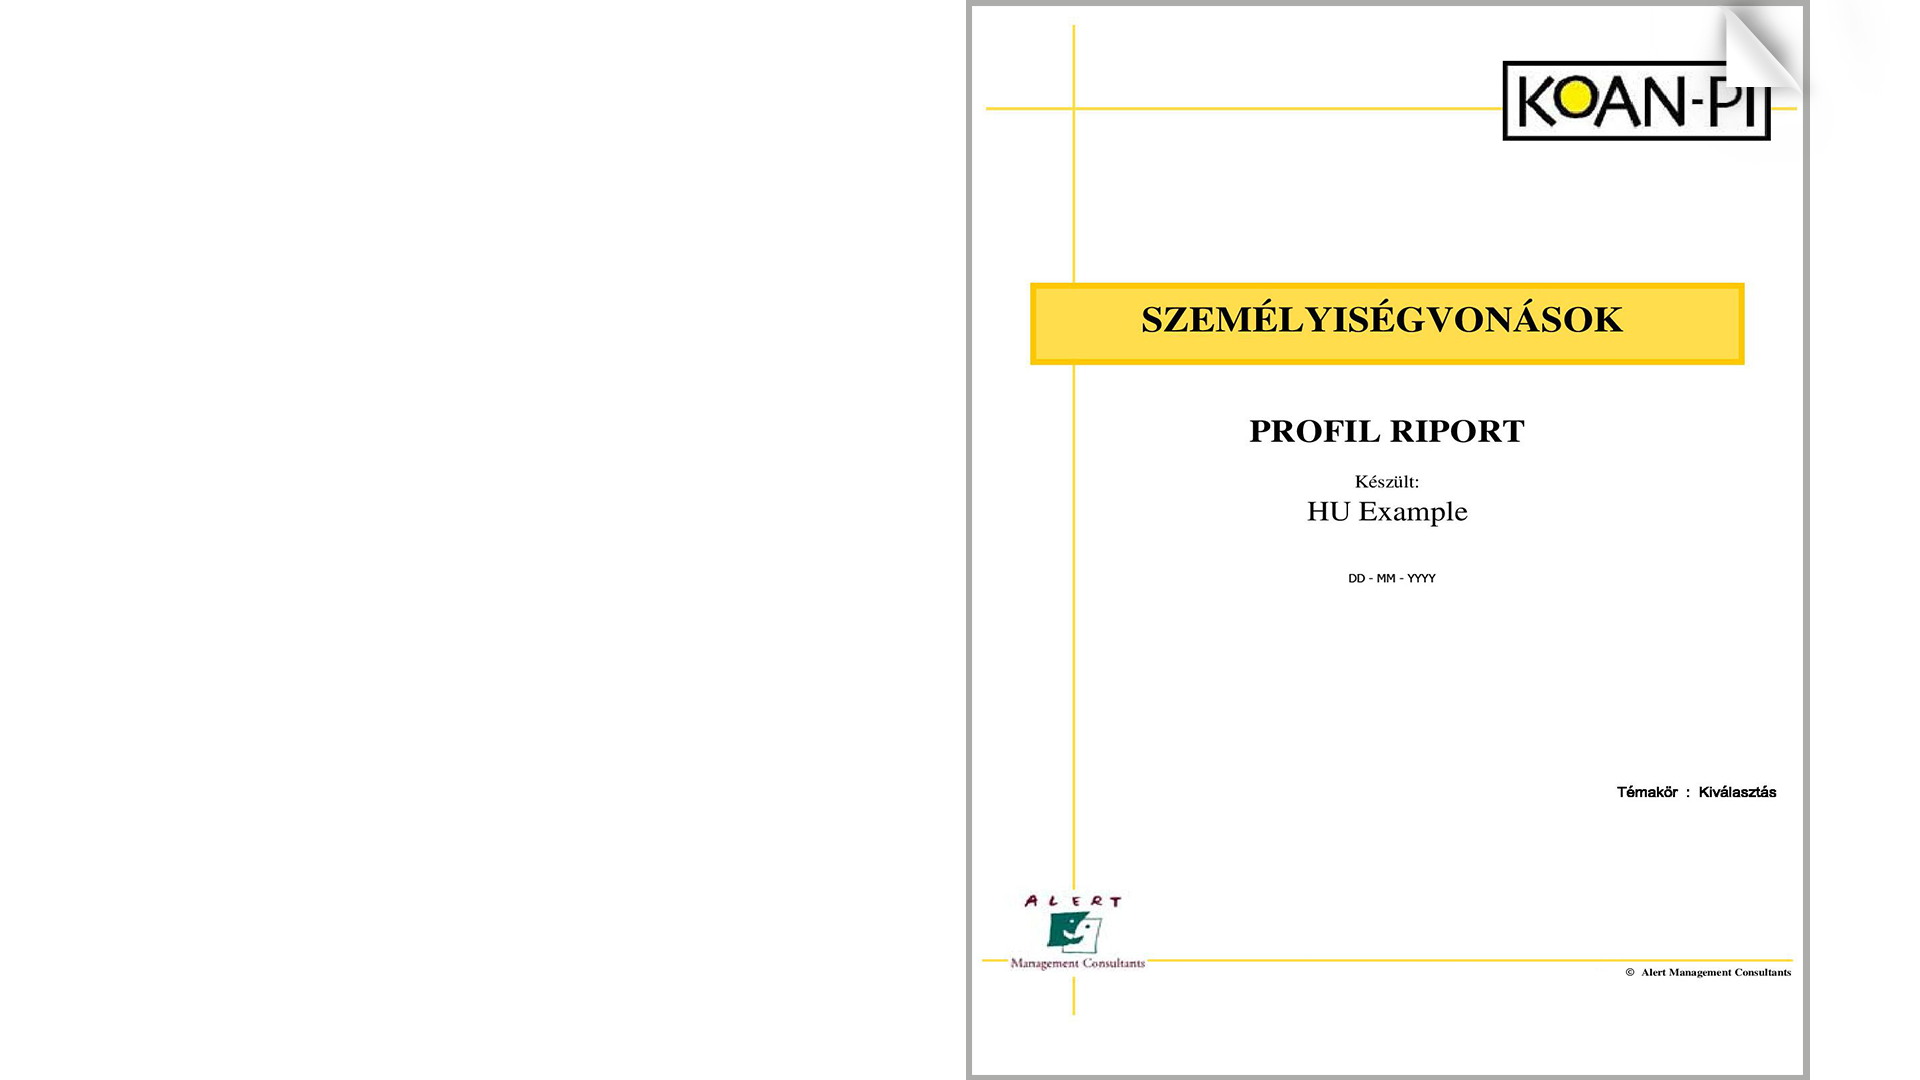 KOAN-PI
SZEMÉLYISÉGVONÁSOK
PROFIL RIPORT
Készült:
HU Example
DD - MM - YYYY
Témakör : Kiválasztás
ALERT
Management Consultants
© Alert Management Consultants